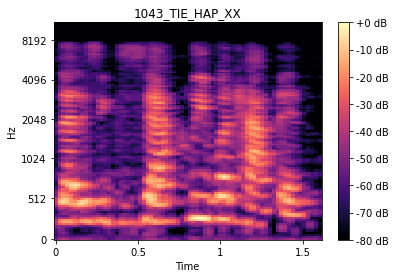 1043_TIE_HAP_XX
8192
4096
2048
1024
512
0
Hz
0
0.5
1
1.5
Time
+0 dB
-10 dB
-20 dB
-30 dB
-40 dB
-50 dB
-60 dB
-70 dB
-80 dB